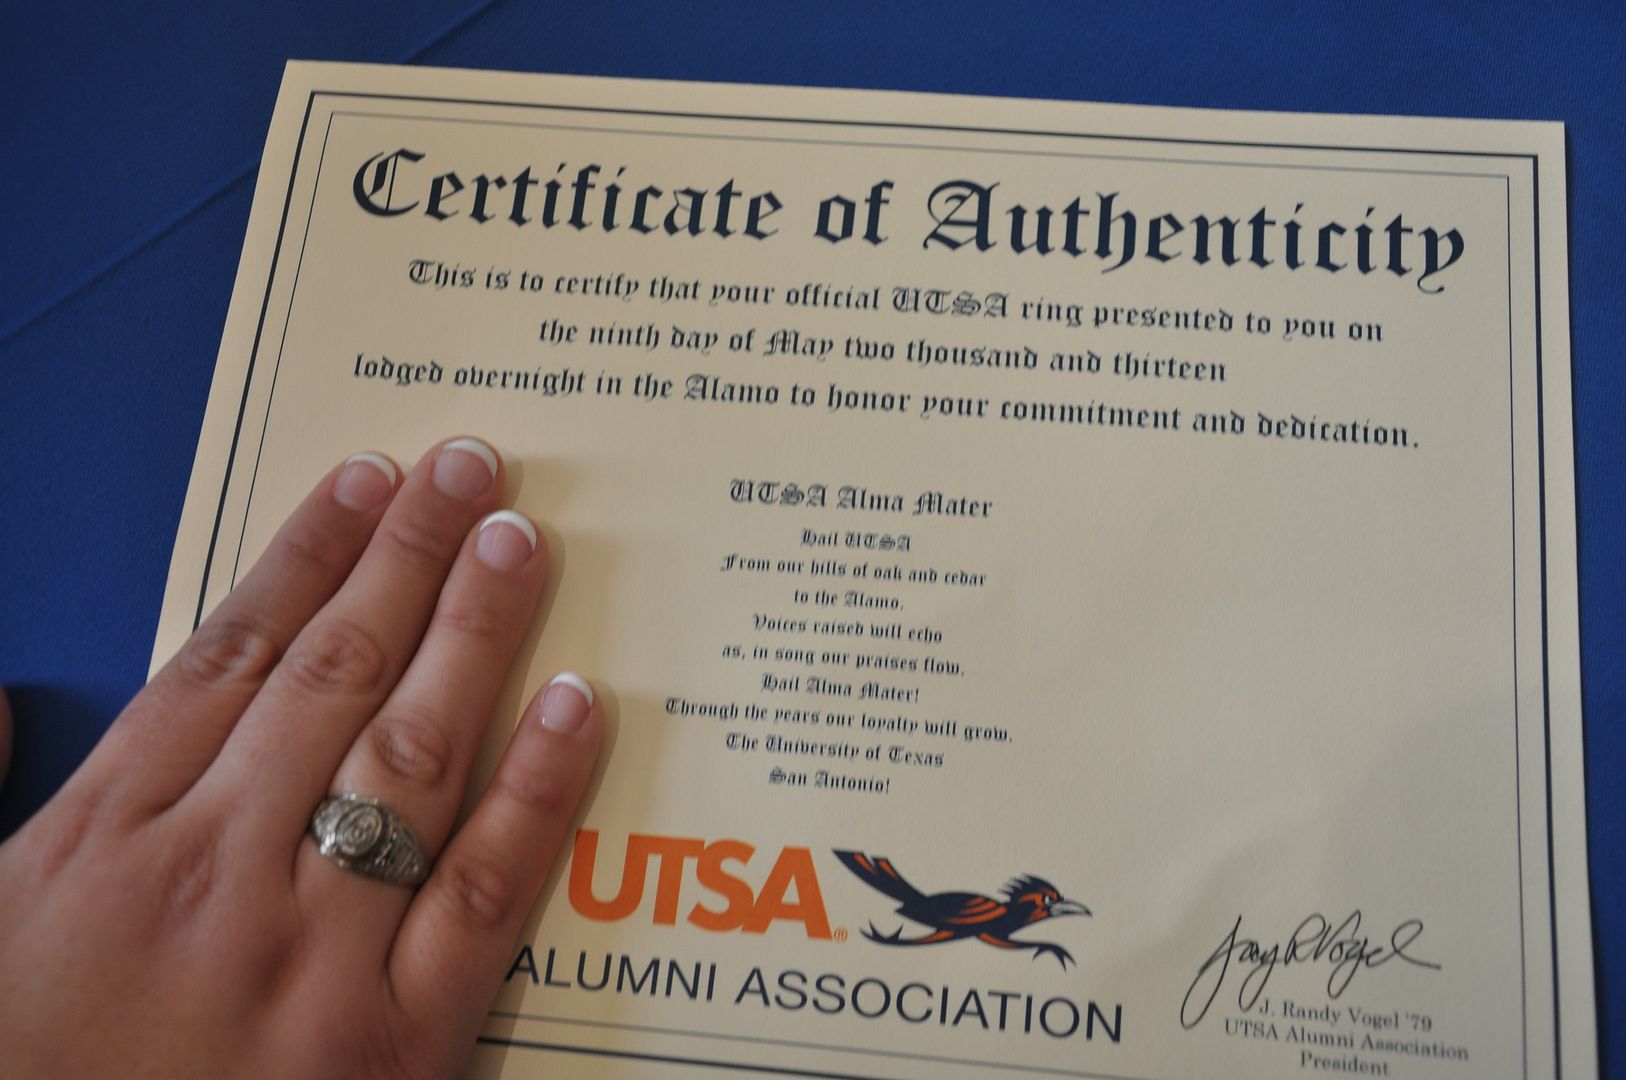 Certificate of Authenticity
This is to certify that your official UTSA ring presented to you on
the ninth day of May two thousand and thirteen
lodged overnight in the Alamo to honor your commitment and dedication.
UTSA Alma Mater
Hail UTSA
From our hills of oak and cedar
to the Alamo,
Voices raised will echo
as, in song our praises flow.
Hail Alma Mater!
Through the years our loyalty will grow.
The University of Texas
San Antonio!
UTSA®
ALUMNI ASSOCIATION
Jay R Vogel
J. Randy Vogel '79
UTSA Alumni Association
President